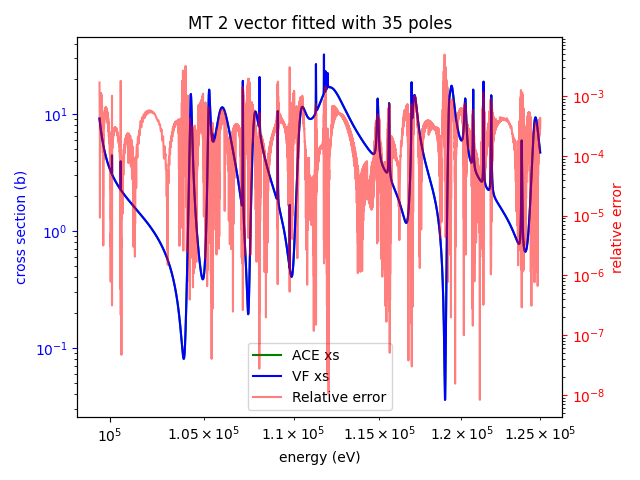 MT 2 vector fitted with 35 poles
cross section (b)
10¹
10⁰
10⁻¹
10⁻³
10⁻⁴
10⁻⁵
10⁻⁶
10⁻⁷
10⁻⁸
relative error
ACE xs
VF xs
Relative error
10⁵ 1.05 × 10⁵ 1.1 × 10⁵ 1.15 × 10⁵ 1.2 × 10⁵ 1.25 × 10⁵
energy (eV)